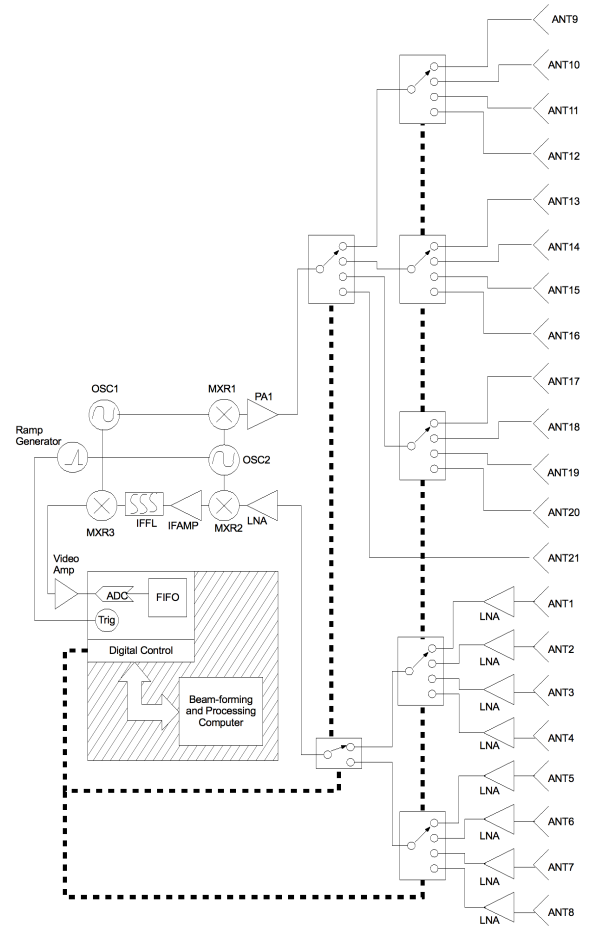 ANT9
ANT10
ANT11
ANT12
ANT13
ANT14
ANT15
ANT16
ANT17
ANT18
ANT19
ANT20
ANT21
OSC1
MXR1
PA1
Ramp
Generator
OSC2
MXR3
IFFL
IFAMP
MXR2
LNA
Video
Amp
ADC
FIFO
Trig
Digital Control
Beam-forming
and Processing
Computer
LNA
ANT1
LNA
ANT2
LNA
ANT3
LNA
ANT4
LNA
ANT5
LNA
ANT6
LNA
ANT7
LNA
ANT8